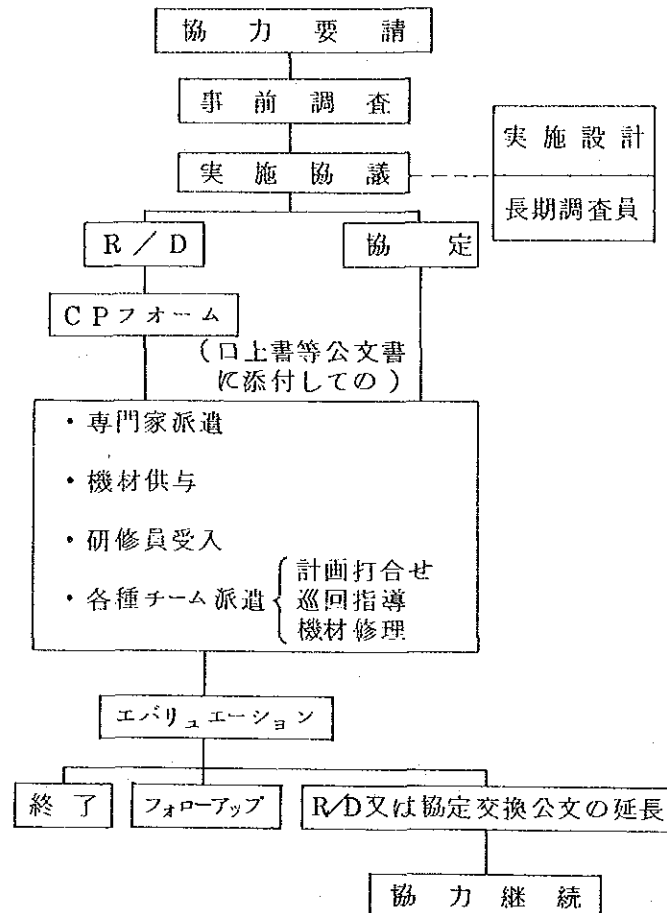 協力要請
事前調査
実施協議
実施設計
長期調査員
R/D
協定
CPフォーム
(口上書等公文書
に添付しての)
・専門家派遣
・機材供与
・研修員受入
・各種チーム派遣
計画打合せ
巡回指導
機材修理
エバリュエーション
終了
フォローアップ
R/D又は協定交換公文の延長
協力継続